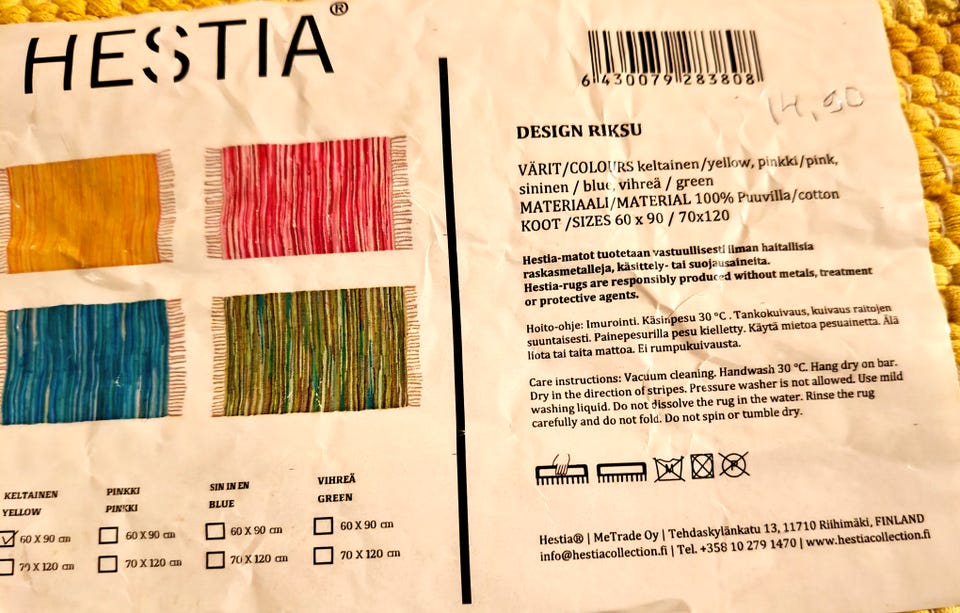 HESTIA®
KELTAINEN
YELLOW
60 X 90 cm
70 X 120 cm
PINKKI
PINKKI
60 X 90 cm
70 X 120 cm
SININEN
BLUE
60 X 90 cm
70 X 120 cm
VIHREÄ
GREEN
60 X 90 cm
70 X 120 cm
6 430079 283808
14,90
DESIGN RIKSU
VÄRIT/COLOURS keltainen/yellow, pinkki/pink,
sininen / blue, vihreä / green
MATERIAALI/MATERIAL 100% Puuvilla/cotton
KOOT /SIZES 60 x 90 / 70x120
Hestia-matot tuotetaan vastuullisesti ilman haitallisia
raskasmetalleja, käsittely- tai suojausaineita.
Hestia-rugs are responsibly produced without metals, treatment
or protective agents.
Hoito-ohje: Imurointi. Käsinpesu 30 °C . Tankokuivaus, kuivaus raitojen
suuntaisesti. Painepesurilla pesu kielletty. Käytä mietoa pesuainetta. Älä
liota tai taita mattoa. Ei rumpukuivausta.
Care instructions: Vacuum cleaning. Handwash 30 °C. Hang dry on bar.
Dry in the direction of stripes. Pressure washer is not allowed. Use mild
washing liquid. Do not dissolve the rug in the water. Rinse the rug
carefully and do not fold. Do not spin or tumble dry.
Hestia® | MeTrade Oy | Tehdaskylänkatu 13, 11710 Riihimäki, FINLAND
info@hestiacollection.fi | Tel. +358 10 279 1470 | www.hestiacollection.fi